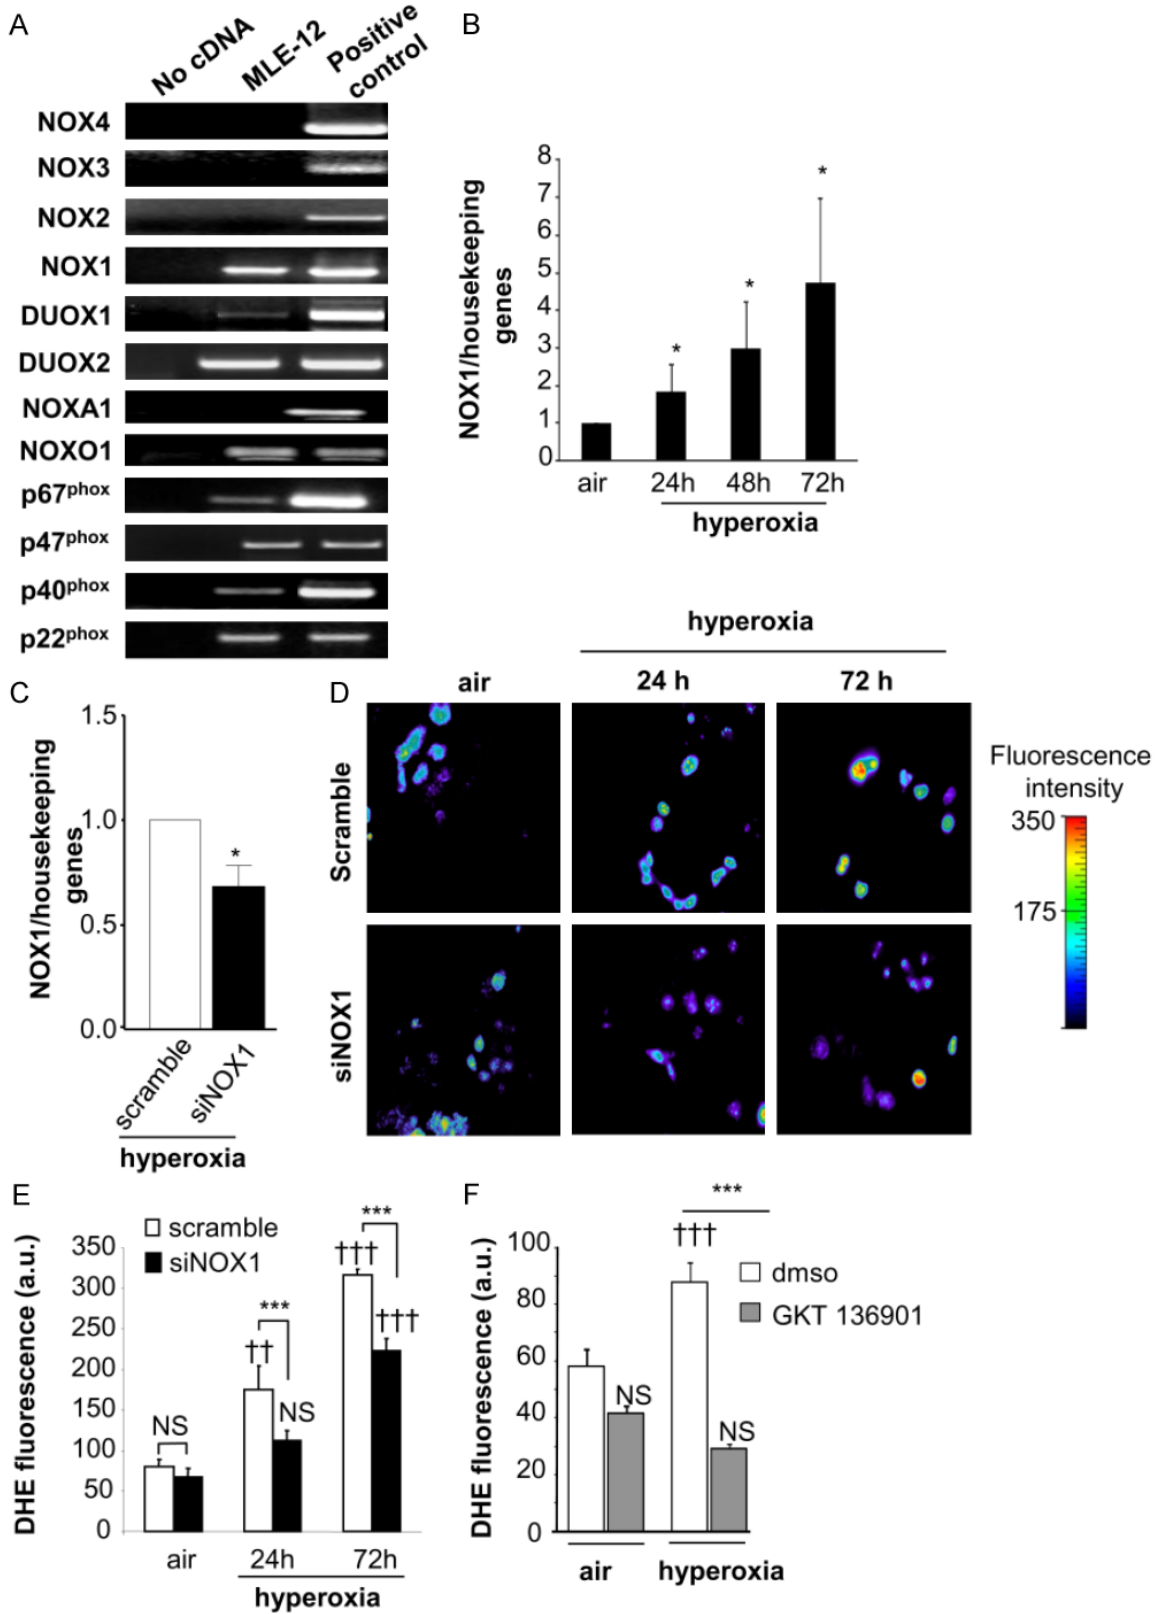 A
No cDNA
MLE-12
Positive
control
NOX4
NOX3
NOX2
NOX1
DUOX1
DUOX2
NOXA1
NOXO1
p67phox
p47phox
p40phox
p22phox
B
NOX1/housekeeping
genes
8
7
6
5
4
3
2
1
0
*
*
*
air
24h
48h
72h
hyperoxia
C
NOX1/housekeeping
genes
1.5
1.0
0.5
0.0
*
scramble
siNOX1
hyperoxia
D
hyperoxia
air
24 h
72 h
Scramble
siNOX1
Fluorescence
intensity
350
175
E
scramble
siNOX1
DHE fluorescence (a.u.)
350
300
250
200
150
100
50
0
NS
***
††
NS
***
†††
†††
air
24h
72h
hyperoxia
F
***
†††
dmso
GKT 136901
DHE fluorescence (a.u.)
100
80
60
40
20
0
NS
NS
air
hyperoxia